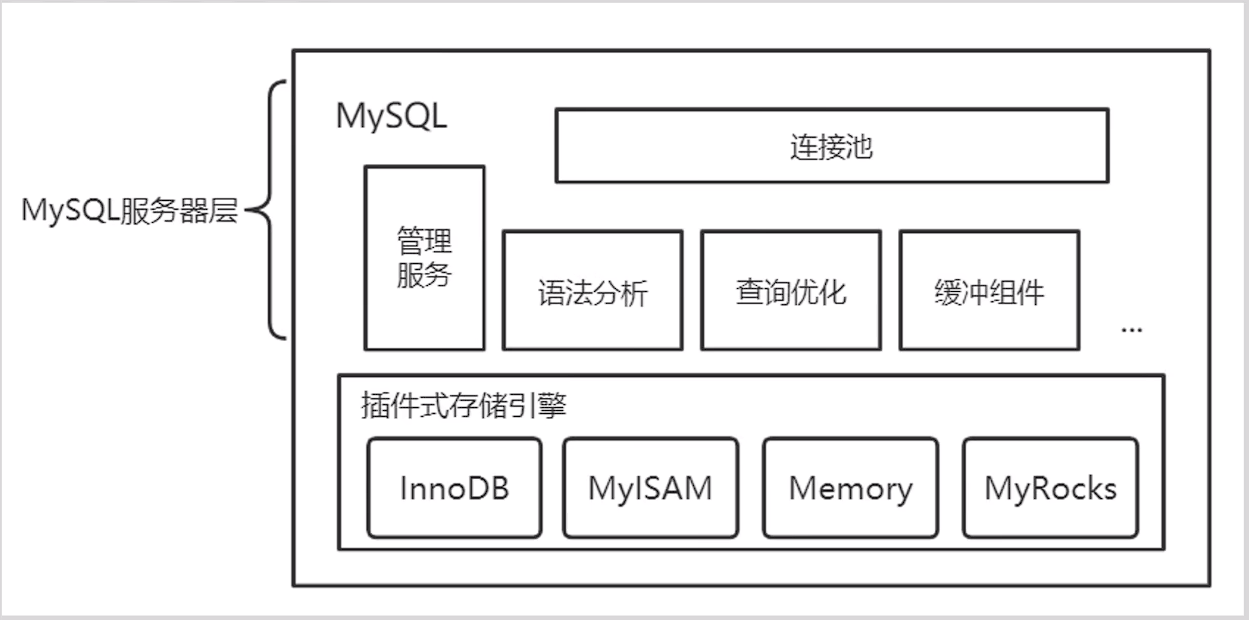 MySQL
连接池
MySQL服务器层
管理
服务
语法分析
查询优化
缓冲组件
...
插件式存储引擎
InnoDB
MyISAM
Memory
MyRocks